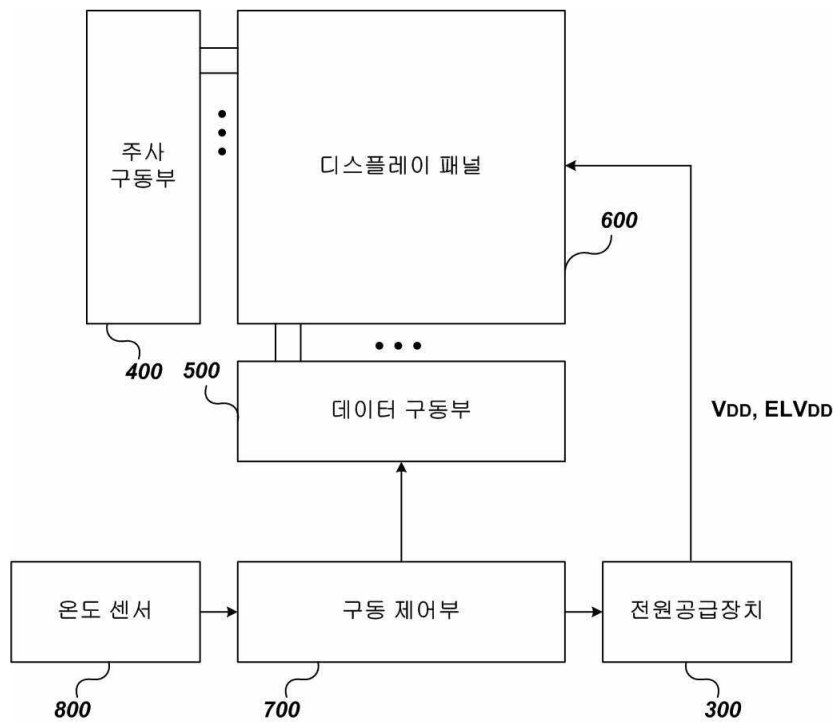 주사
구동부
디스플레이 패널
600
400
500
데이터 구동부
VDD, ELVDD
온도 센서
구동 제어부
전원공급장치
800
700
300